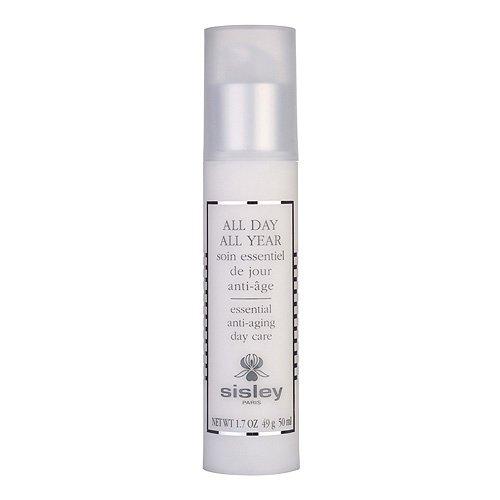 ALL DAY
ALL YEAR
soin essentiel
de jour
anti-âge
essential
anti-aging
day care
sisley
PARIS
NET WT 1.7 OZ 49 g 50 ml